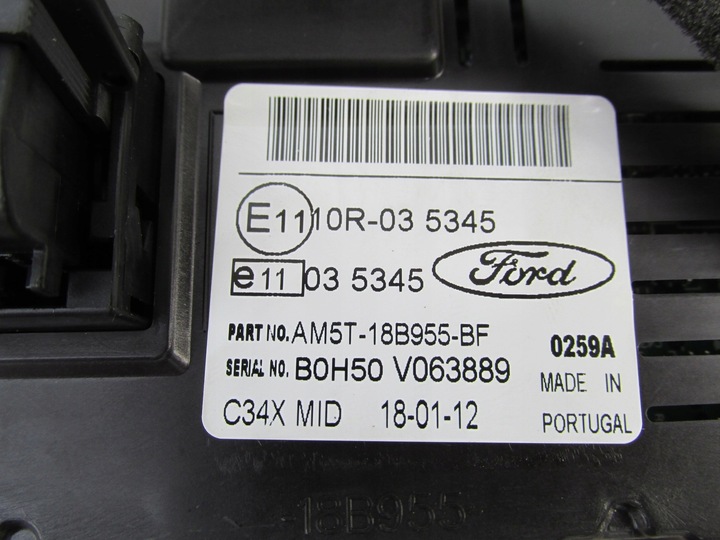 E11 10R-03 5345
e11 03 5345 Ford
PART NO. AM5T-18B955-BF 0259A
SERIAL NO. B0H50 V063889 MADE IN
C34X MID 18-01-12 PORTUGAL
-18B955